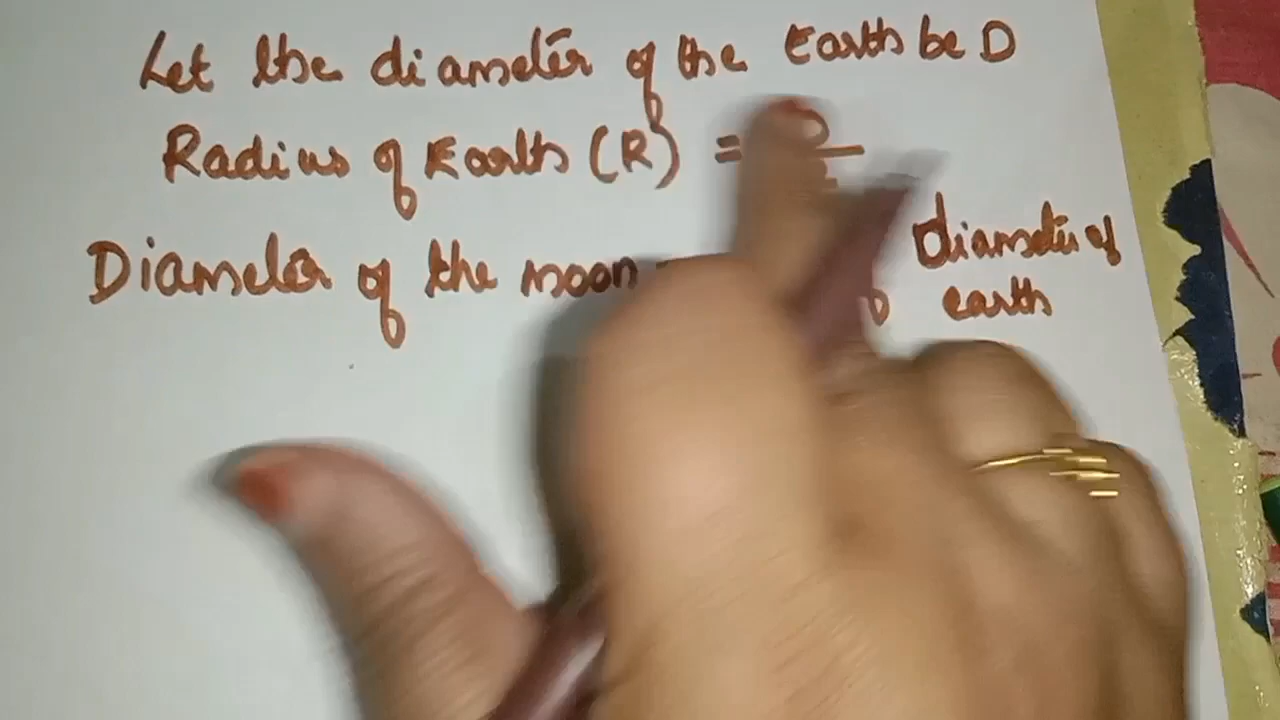 Let the diameter of the Earth be D
Radius of Earth (R) =
Diameter of the moon diameter of
earth